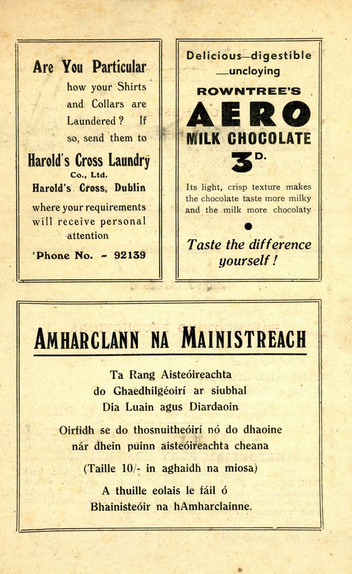 Are You Particular
how your Shirts
and Collars are
Laundered? If
so, send them to
Harold's Cross Laundry
Co., Ltd.
Harold's Cross, Dublin
where your requirements
will receive personal
attention
'Phone No. - 92139
Delicious—digestible
—uncloying
ROWNTREE'S
AERO
MILK CHOCOLATE
3D.
Its light, crisp texture makes
the chocolate taste more milky
and the milk more chocolaty
Taste the difference
yourself!
AMHARCLANN NA MAINISTREACH
Ta Rang Aisteóireachta
do Ghaedhilgéoirí ar siubhal
Dia Luain agus Diardaoin
Oirfidh se do thosnuitheóirí nó do dhaoine
nár dhein puinn aisteóireachta cheana
(Taille 10/- in aghaidh na miosa)
A thuille eolais le fáil ó
Bhainisteóir na hAmharclainne.